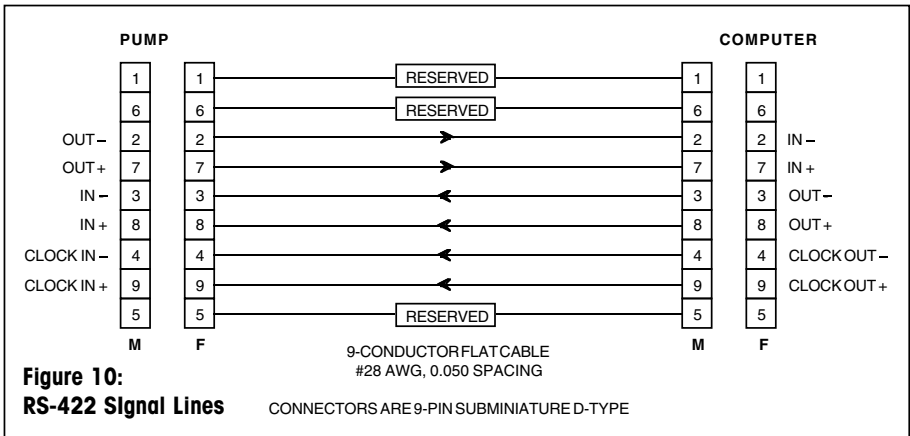 PUMP COMPUTER
1 1 RESERVED 1 1
6 6 RESERVED 6 6
OUT – 2 2 2 2 IN –
OUT + 7 7 7 7 IN +
IN – 3 3 3 3 OUT –
IN + 8 8 8 8 OUT +
CLOCK IN – 4 4 4 4 CLOCK OUT –
CLOCK IN + 9 9 9 9 CLOCK OUT +
5 5 RESERVED 5 5
M F M F
9-CONDUCTOR FLAT CABLE
#28 AWG, 0.050 SPACING
Figure 10:
RS-422 SIgnal Lines
CONNECTORS ARE 9-PIN SUBMINIATURE D-TYPE